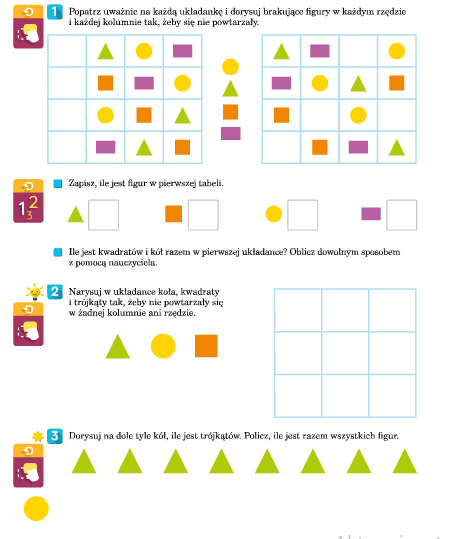 1 Popatrz uważnie na każdą układankę i dorysuj brakujące figury w każdym rzędzie
i każdej kolumnie tak, żeby się nie powtarzały.
1 2 3
Zapisz, ile jest figur w pierwszej tabeli.
Ile jest kwadratów i kół razem w pierwszej układance? Oblicz dowolnym sposobem
z pomocą nauczyciela.
2 Narysuj w układance koła, kwadraty
i trójkąty tak, żeby nie powtarzały się
w żadnej kolumnie ani rzędzie.
3 Dorysuj na dole tyle kół, ile jest trójkątów. Policz, ile jest razem wszystkich figur.